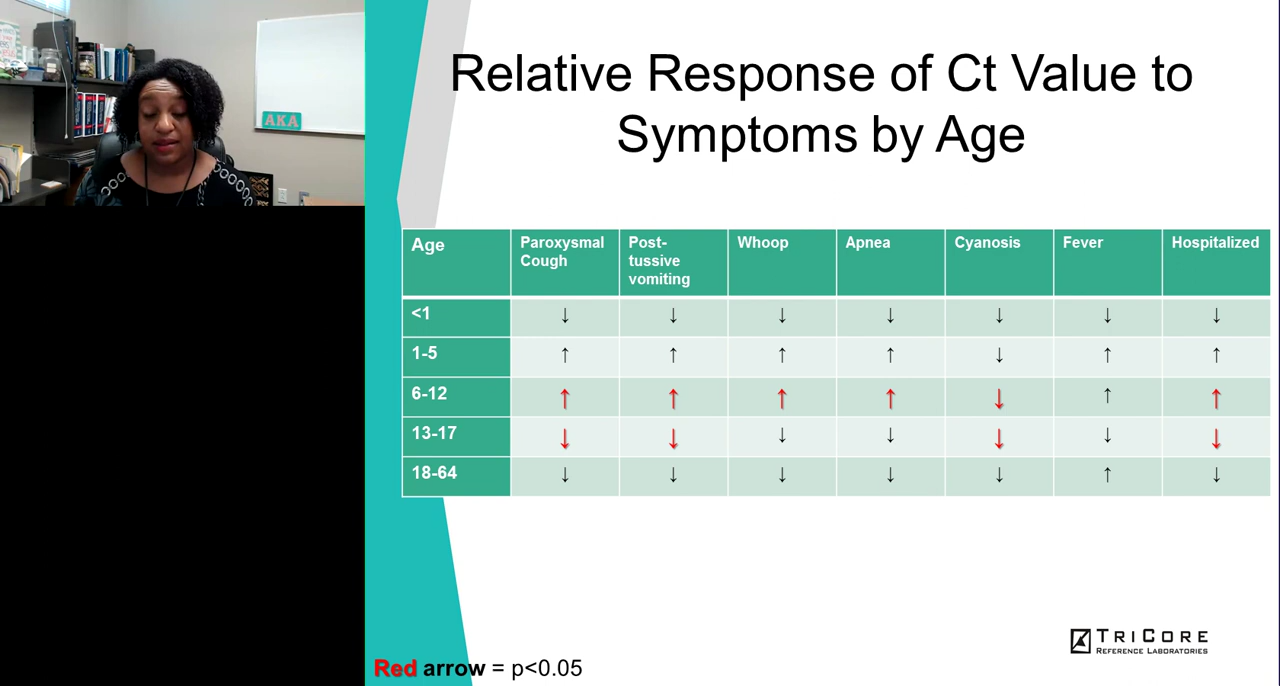 AKA
Relative Response of Ct Value to
Symptoms by Age
Age Paroxysmal Cough Post-tussive vomiting Whoop Apnea Cyanosis Fever Hospitalized
<1 ↓ ↓ ↓ ↓ ↓ ↓ ↓
1-5 ↑ ↑ ↑ ↑ ↓ ↑ ↑
6-12 ↑ ↑ ↑ ↑ ↓ ↑ ↑
13-17 ↓ ↓ ↓ ↓ ↓ ↓ ↓
18-64 ↓ ↓ ↓ ↓ ↓ ↑ ↓
TRICORE
REFERENCE LABORATORIES
Red arrow = p<0.05